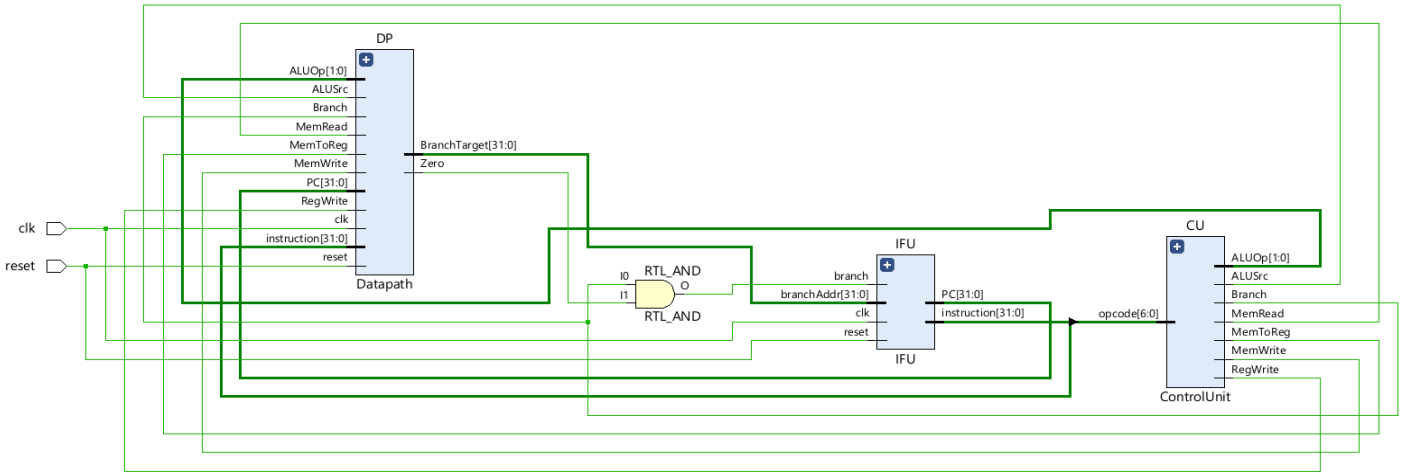 DP
ALUOp[1:0]
ALUSrc
Branch
MemRead
MemToReg
MemWrite
PC[31:0]
RegWrite
clk
instruction[31:0]
reset
BranchTarget[31:0]
Zero
Datapath
clk
reset
RTL_AND
I0
I1
O
RTL_AND
IFU
branch
branchAddr[31:0]
clk
reset
PC[31:0]
instruction[31:0]
IFU
CU
opcode[6:0]
ALUOp[1:0]
ALUSrc
Branch
MemRead
MemToReg
MemWrite
RegWrite
ControlUnit